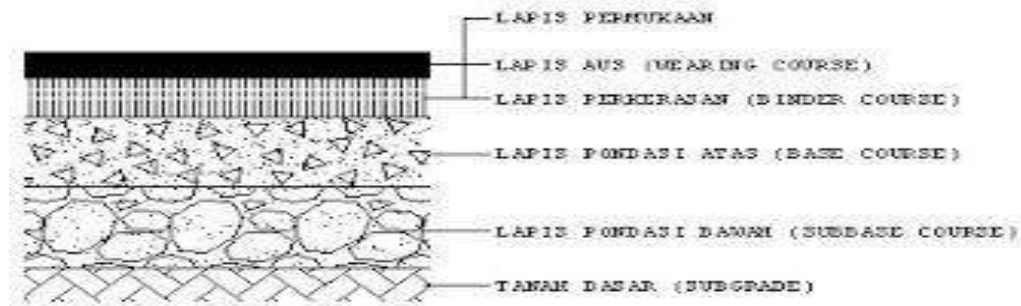 LAPIS PERMUKAAN
LAPIS AUS (WEARING COURSE)
LAPIS PERKERASAN (BINDER COURSE)
LAPIS PONDASI ATAS (BASE COURSE)
LAPIS PONDASI BAWAH (SUBBASE COURSE)
TANAH DASAR (SUBGRADE)